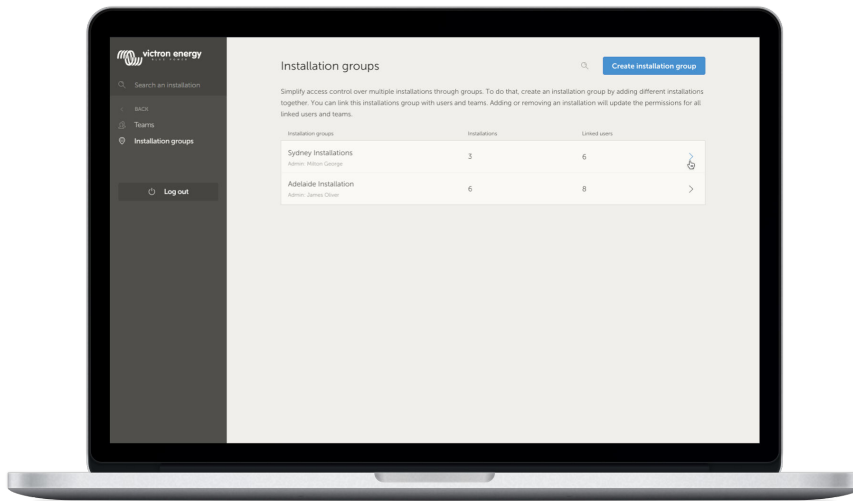 victron energy
BLUE POWER
Search an installation
BACK
Teams
Installation groups
Log out
Installation groups
Create installation group
Simplify access control over multiple installations through groups. To do that, create an installation group by adding different installations
together. You can link this installations group with users and teams. Adding or removing an installation will update the permissions for all
linked users and teams.
Installation groups Installations Linked users
Sydney Installations 3 6
Admin: Milton George
Adelaide Installation 6 8
Admin: James Oliver